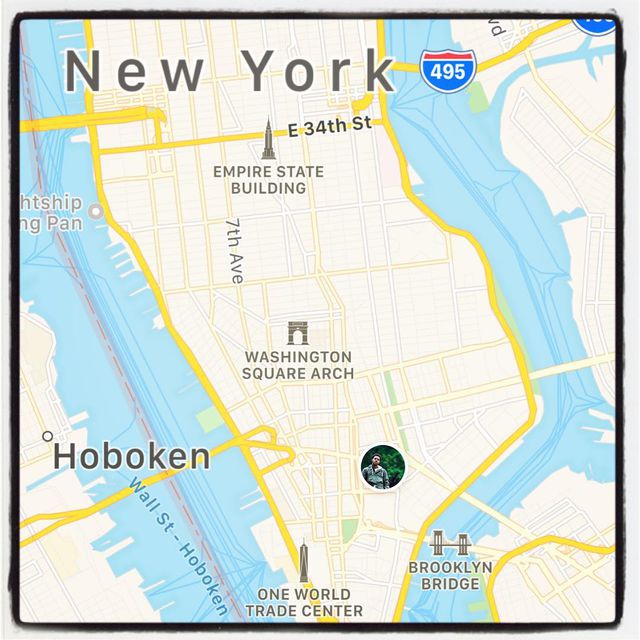 New York
495
E 34th St
EMPIRE STATE
BUILDING
htship
ng Pan
7th Ave
WASHINGTON
SQUARE ARCH
Hoboken
Wall St - Hoboken
BROOKLYN
BRIDGE
ONE WORLD
TRADE CENTER